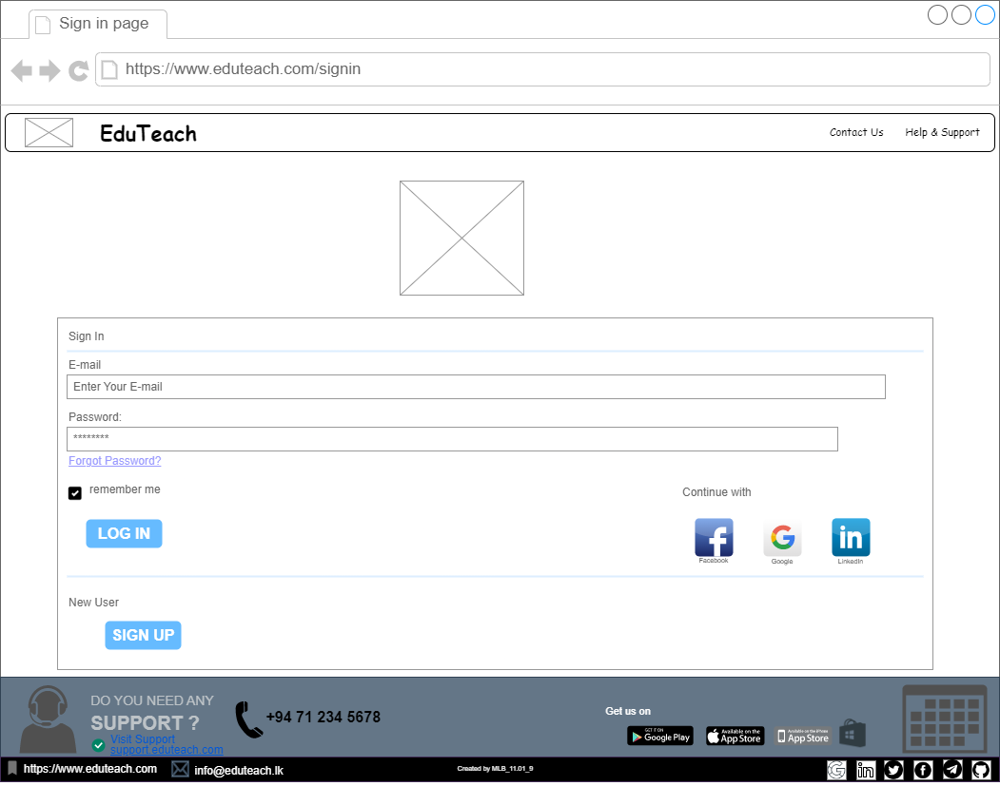 Sign in page
https://www.eduteach.com/signin
EduTeach
Contact Us
Help & Support
Sign In
E-mail
Enter Your E-mail
Password:
********
Forgot Password?
remember me
Continue with
LOG IN
Facebook
Google
LinkedIn
New User
SIGN UP
DO YOU NEED ANY
SUPPORT ?
Visit Support
support.eduteach.com
+94 71 234 5678
Get us on
GET IT ON
Google Play
Available on the
App Store
Available on the iPhone
App Store
https://www.eduteach.com
info@eduteach.lk
Created by MLB_11.01_9